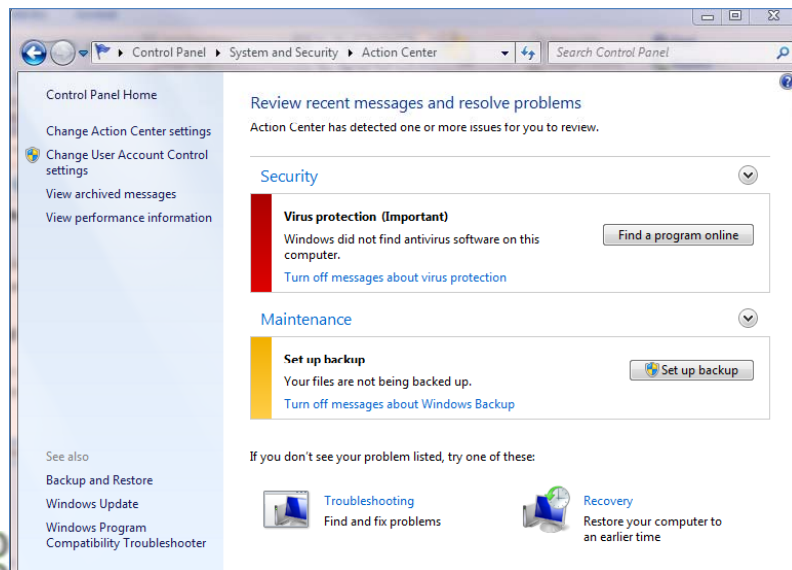 Control Panel ▸ System and Security ▸ Action Center
Search Control Panel
Control Panel Home
Change Action Center settings
Change User Account Control
settings
View archived messages
View performance information
See also
Backup and Restore
Windows Update
Windows Program
Compatibility Troubleshooter
Review recent messages and resolve problems
Action Center has detected one or more issues for you to review.
Security
Virus protection (Important)
Windows did not find antivirus software on this
computer.
Turn off messages about virus protection
Find a program online
Maintenance
Set up backup
Your files are not being backed up.
Turn off messages about Windows Backup
Set up backup
If you don't see your problem listed, try one of these:
Troubleshooting
Find and fix problems
Recovery
Restore your computer to
an earlier time